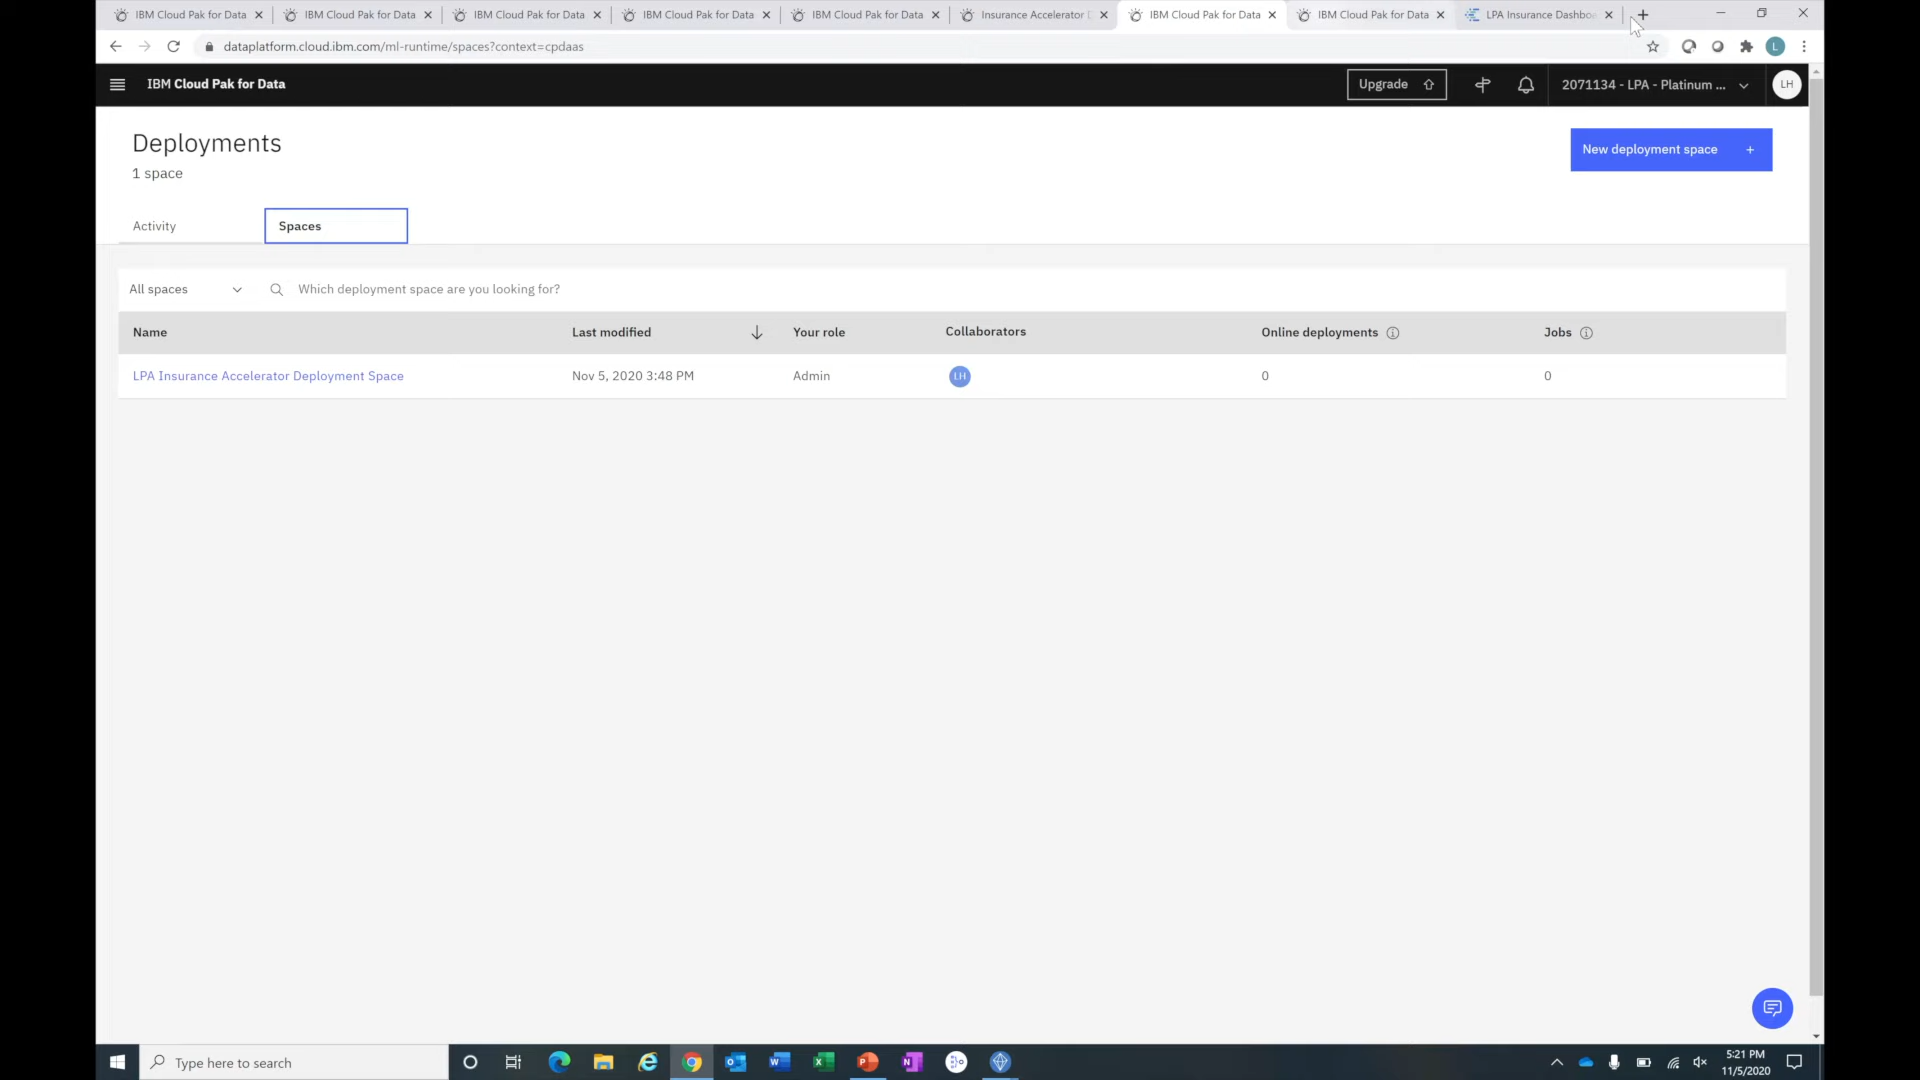 IBM Cloud Pak for Data
IBM Cloud Pak for Data
IBM Cloud Pak for Data
IBM Cloud Pak for Data
IBM Cloud Pak for Data
Insurance Accelerator
IBM Cloud Pak for Data
IBM Cloud Pak for Data
LPA Insurance Dashbo
dataplatform.cloud.ibm.com/ml-runtime/spaces?context=cpdaas
L
IBM Cloud Pak for Data
Upgrade
2071134 - LPA - Platinum ...
LH
Deployments
1 space
New deployment space +
Activity
Spaces
All spaces
Which deployment space are you looking for?
Name Last modified Your role Collaborators Online deployments Jobs
LPA Insurance Accelerator Deployment Space Nov 5, 2020 3:48 PM Admin LH 0 0
Type here to search
5:21 PM
11/5/2020